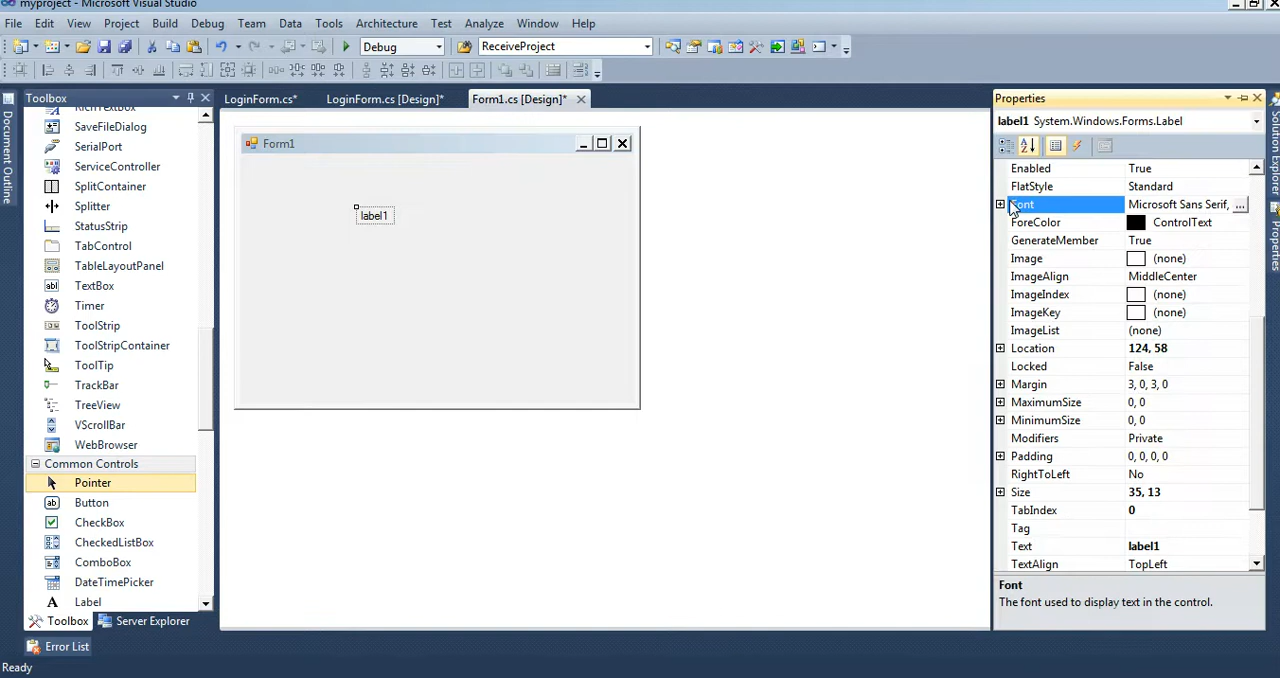 myproject - Microsoft Visual Studio
File Edit View Project Build Debug Team Data Tools Architecture Test Analyze Window Help
Debug ReceiveProject
Toolbox
LoginForm.cs* LoginForm.cs [Design]* Form1.cs [Design]*
Properties
Document Outline
Solution Explorer
Properties
RichTextBox
SaveFileDialog
SerialPort
ServiceController
SplitContainer
Splitter
StatusStrip
TabControl
TableLayoutPanel
TextBox
Timer
ToolStrip
ToolStripContainer
ToolTip
TrackBar
TreeView
VScrollBar
WebBrowser
Common Controls
Pointer
Button
CheckBox
CheckedListBox
ComboBox
DateTimePicker
A Label
Toolbox Server Explorer
Form1
label1
label1 System.Windows.Forms.Label
Enabled True
FlatStyle Standard
Font Microsoft Sans Serif, ...
ForeColor ControlText
GenerateMember True
Image (none)
ImageAlign MiddleCenter
ImageIndex (none)
ImageKey (none)
ImageList (none)
Location 124, 58
Locked False
Margin 3, 0, 3, 0
MaximumSize 0, 0
MinimumSize 0, 0
Modifiers Private
Padding 0, 0, 0, 0
RightToLeft No
Size 35, 13
TabIndex 0
Tag
Text label1
TextAlign TopLeft
Font
The font used to display text in the control.
Error List
Ready